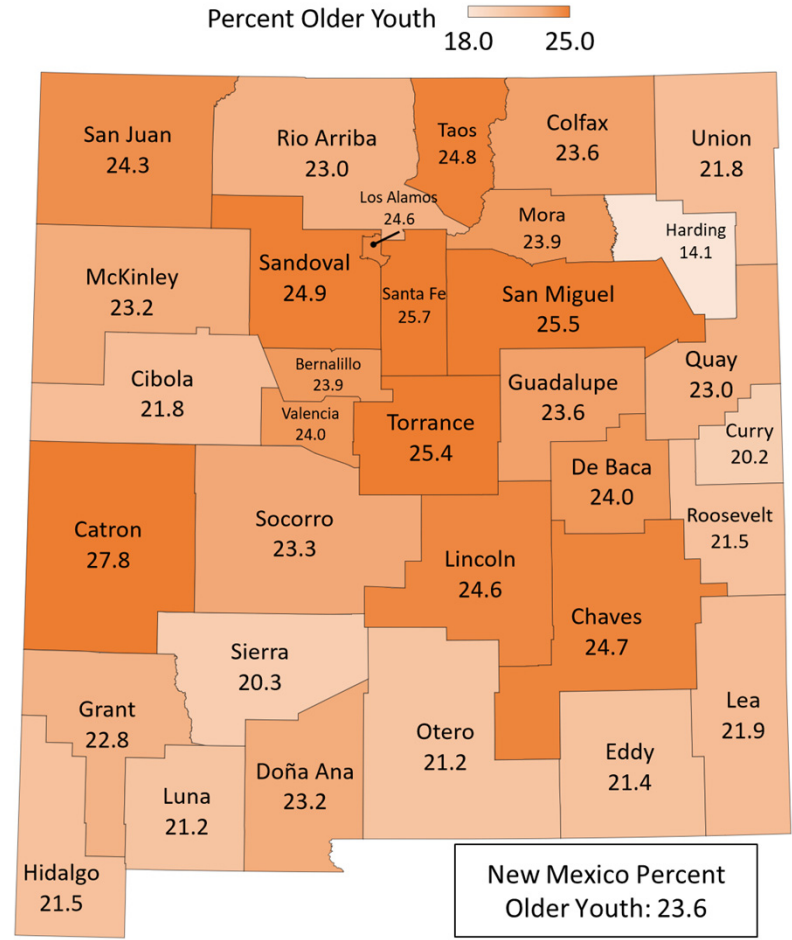 Percent Older Youth
18.0 25.0
San Juan
24.3
Rio Arriba
23.0
Taos
24.8
Colfax
23.6
Union
21.8
Los Alamos
24.6
Mora
23.9
Harding
14.1
McKinley
23.2
Sandoval
24.9
Santa Fe
25.7
San Miguel
25.5
Quay
23.0
Cibola
21.8
Bernalillo
23.9
Valencia
24.0
Torrance
25.4
Guadalupe
23.6
Curry
20.2
De Baca
24.0
Roosevelt
21.5
Catron
27.8
Socorro
23.3
Lincoln
24.6
Chaves
24.7
Sierra
20.3
Grant
22.8
Otero
21.2
Lea
21.9
Eddy
21.4
Doña Ana
23.2
Luna
21.2
Hidalgo
21.5
New Mexico Percent
Older Youth: 23.6